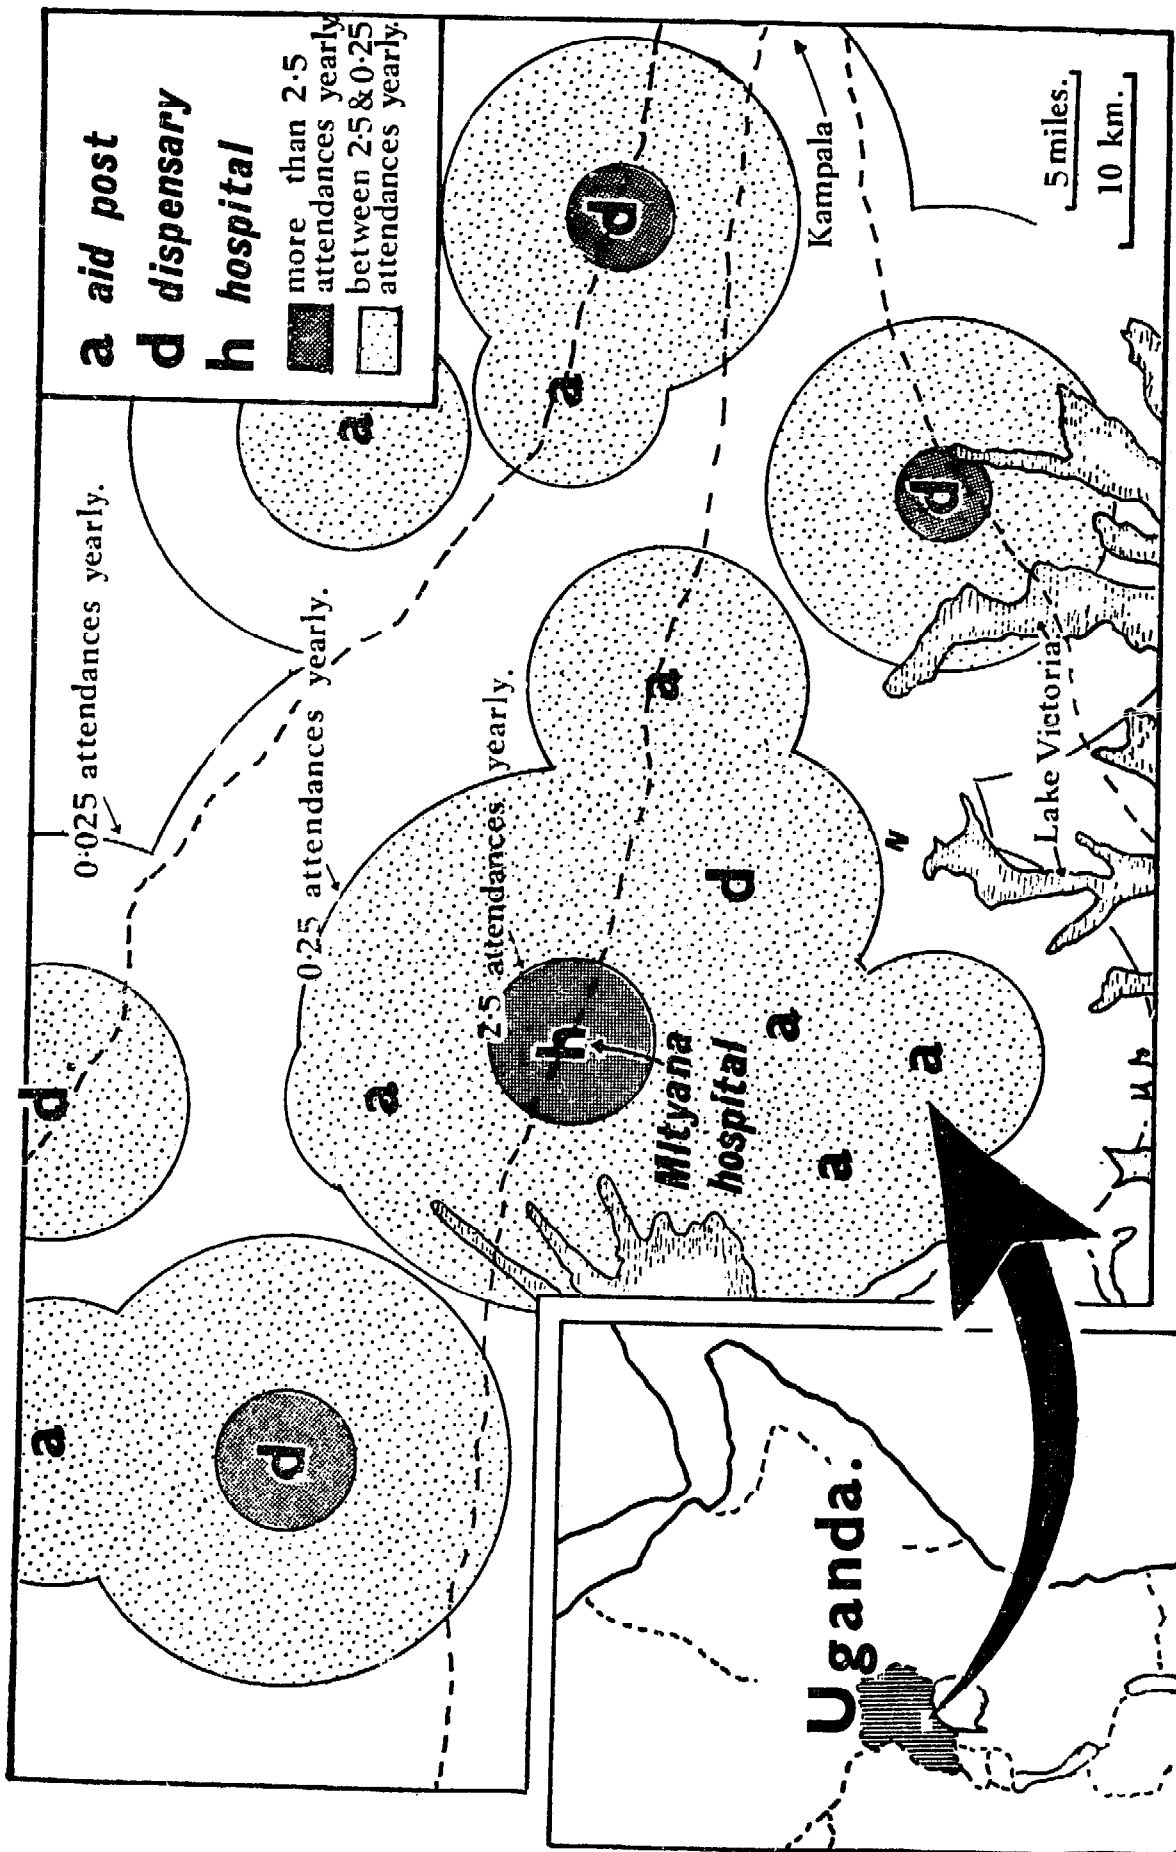 a aid post
d dispensary
h hospital
more than 2·5
attendances yearly
between 2·5 & 0·25
attendances yearly.
0·025 attendances yearly.
0·25 attendances yearly.
2·5 attendances yearly.
d
a
d
a
a
a
d
h
Mityana
hospital
a
d
a
a
a
d
Kampala
N
Lake Victoria
5 miles.
10 km.
Uganda.